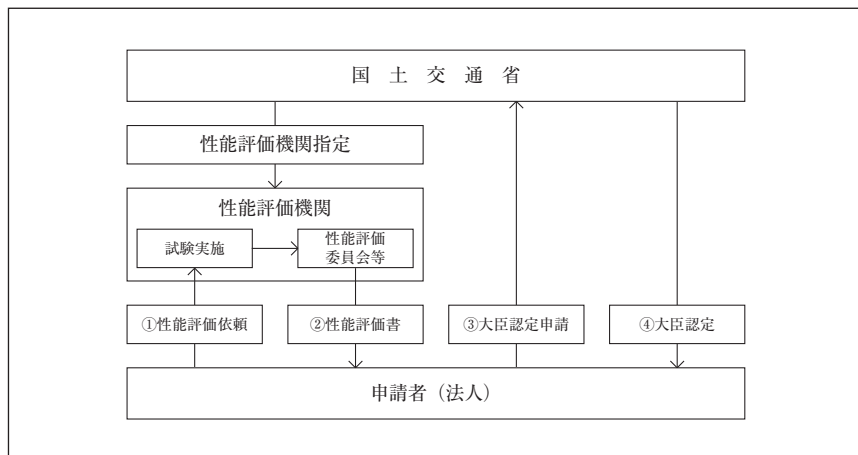 国土交通省
性能評価機関指定
性能評価機関
試験実施
性能評価
委員会等
①性能評価依頼
②性能評価書
③大臣認定申請
④大臣認定
申請者（法人）